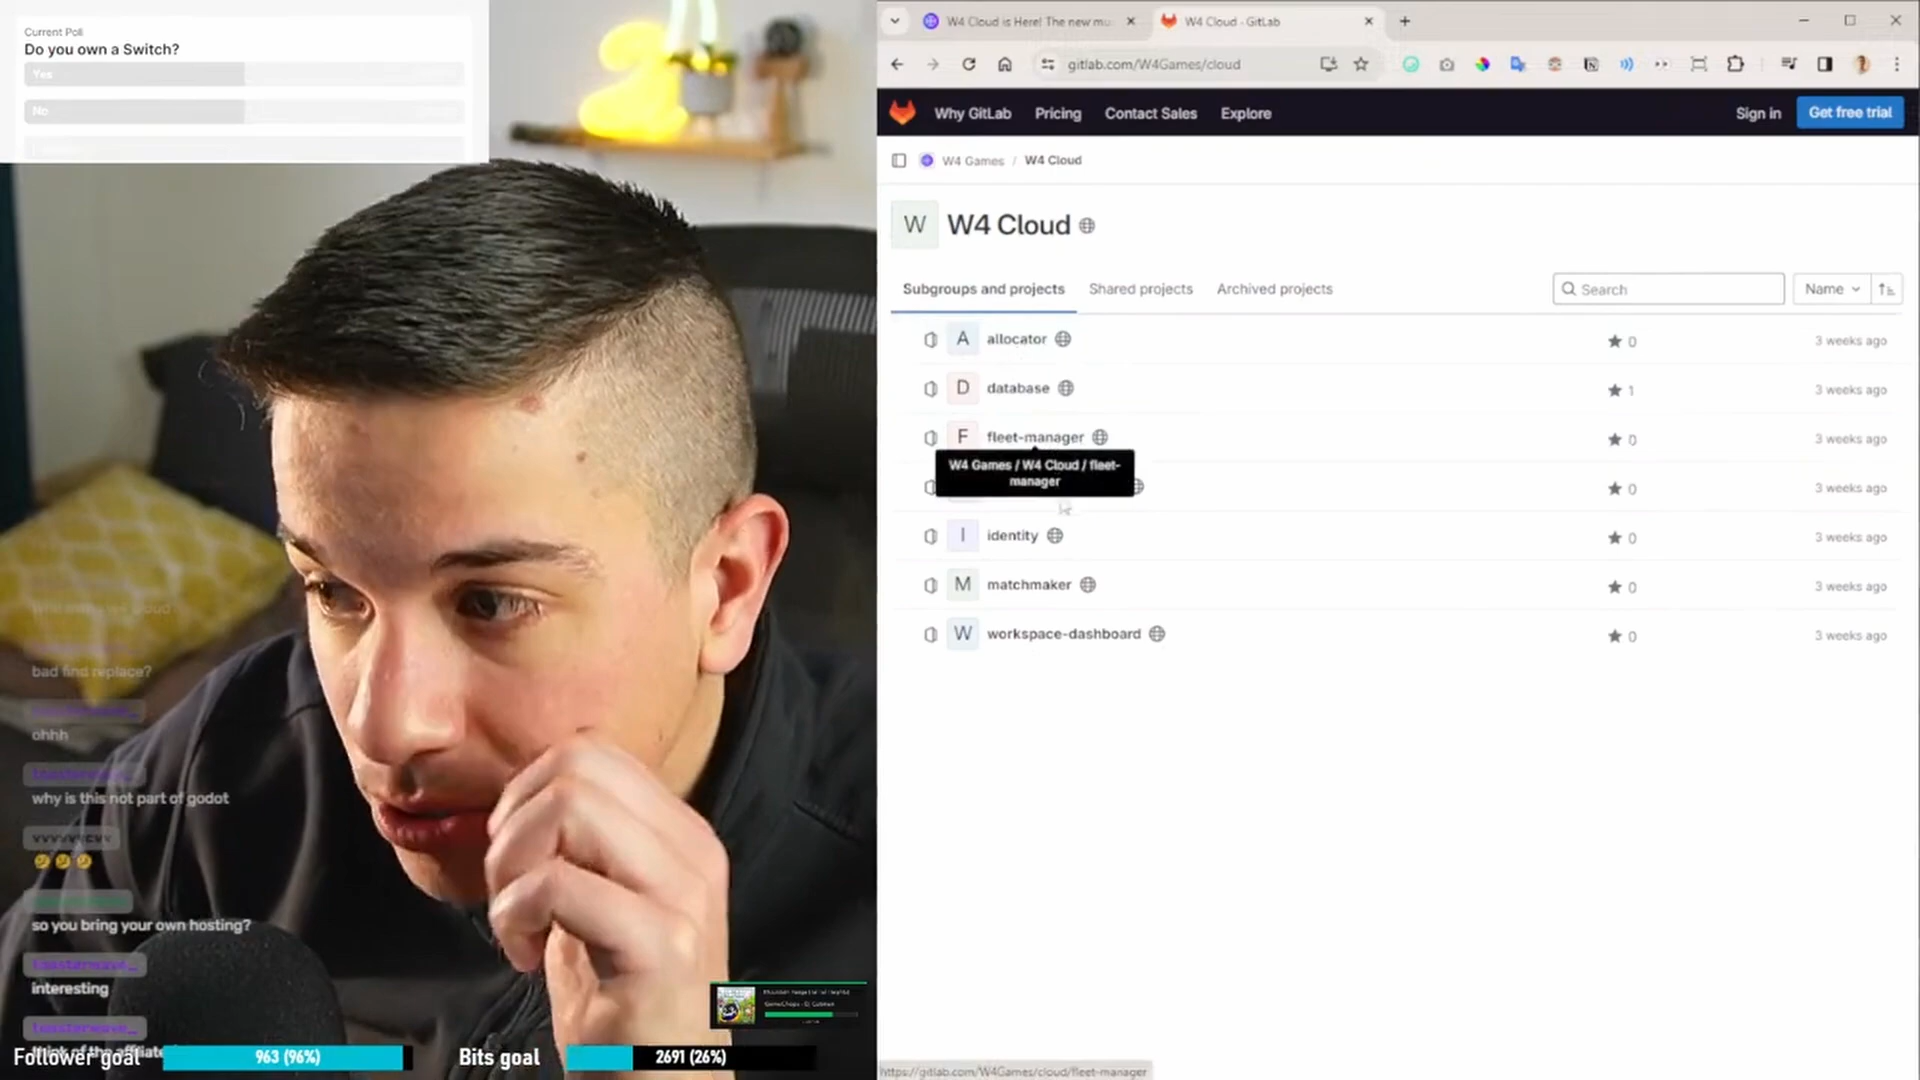 Current Poll
Do you own a Switch?
Yes
No
bad find replace?
ohhh
why is this not part of godot
so you bring your own hosting?
interesting
Follower goal
963 (96%)
Bits goal
2691 (26%)
W4 Cloud is Here! The new mu
W4 Cloud · GitLab
gitlab.com/W4Games/cloud
Why GitLab
Pricing
Contact Sales
Explore
Sign in
Get free trial
W4 Games / W4 Cloud
W
W4 Cloud
Subgroups and projects
Shared projects
Archived projects
Search
Name
A allocator 0 3 weeks ago
D database 1 3 weeks ago
F fleet-manager 0 3 weeks ago
W4 Games / W4 Cloud / fleet-
manager
0 3 weeks ago
I identity 0 3 weeks ago
M matchmaker 0 3 weeks ago
W workspace-dashboard 0 3 weeks ago
https://gitlab.com/W4Games/cloud/fleet-manager